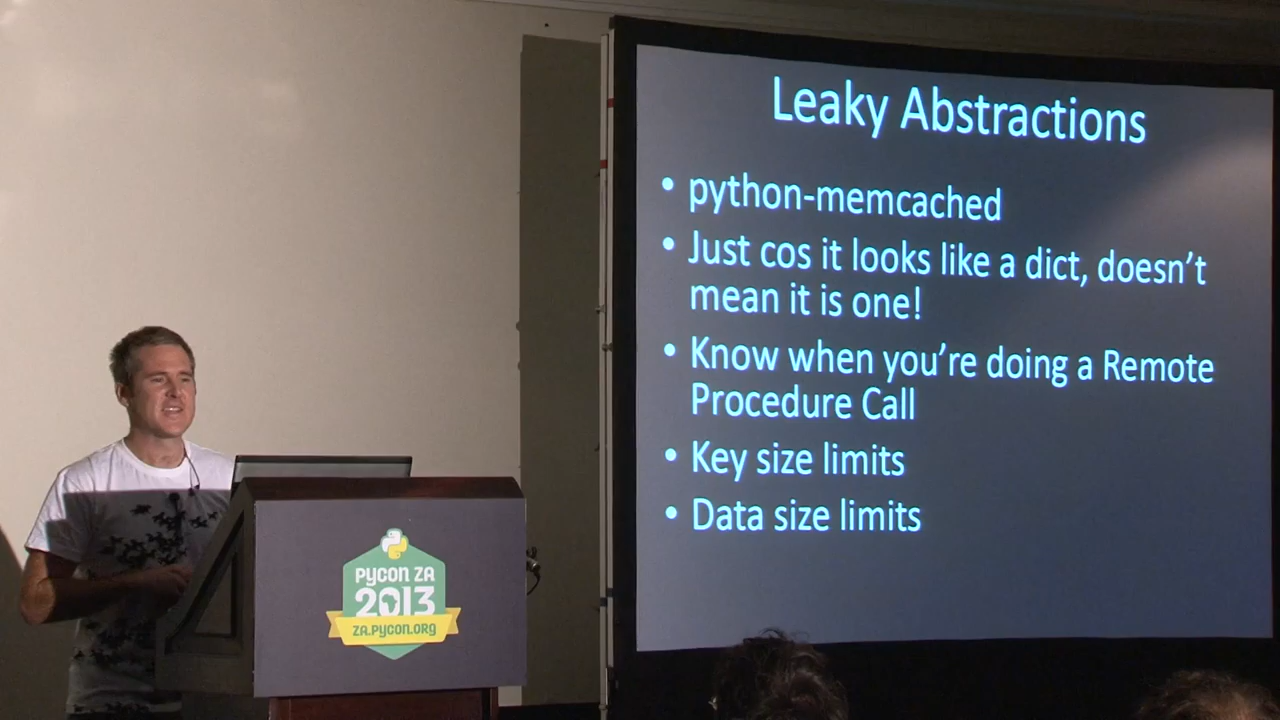 Leaky Abstractions
• python-memcached
• Just cos it looks like a dict, doesn't
mean it is one!
• Know when you're doing a Remote
Procedure Call
• Key size limits
• Data size limits
PYCON ZA
2013
ZA.PYCON.ORG